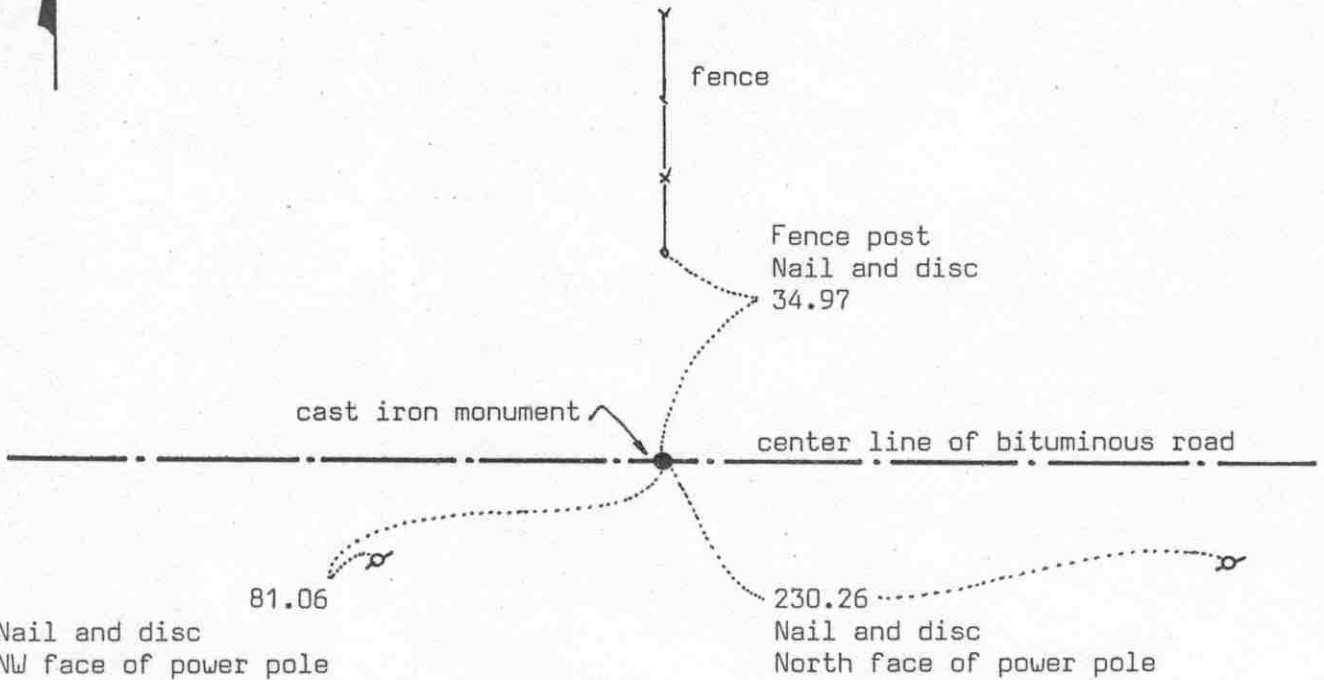 fence
Fence post
Nail and disc
34.97
cast iron monument
center line of bituminous road
81.06
Nail and disc
NW face of power pole
230.26
Nail and disc
North face of power pole